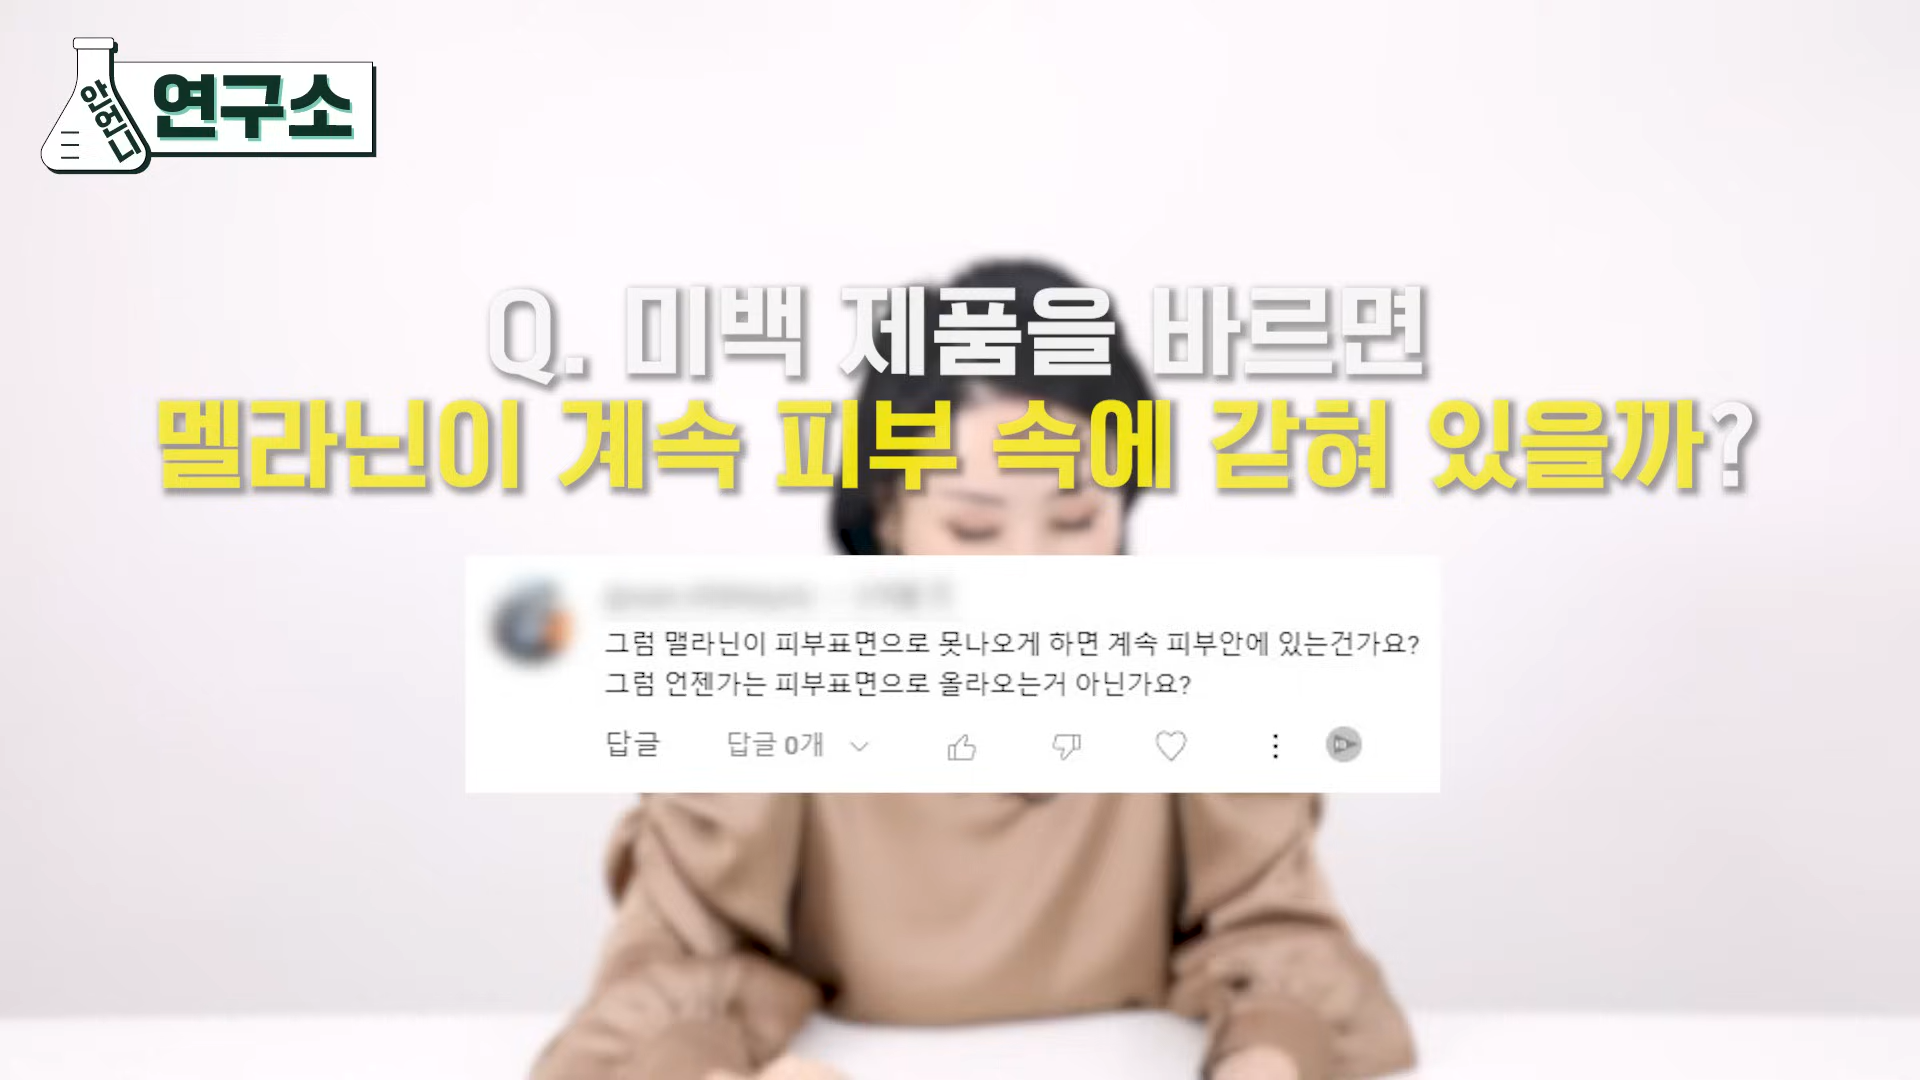 언니
연구소
Q. 미백 제품을 바르면
멜라닌이 계속 피부 속에 갇혀 있을까?
그럼 맬라닌이 피부표면으로 못나오게 하면 계속 피부안에 있는건가요?
그럼 언젠가는 피부표면으로 올라오는거 아닌가요?
답글 답글 0개